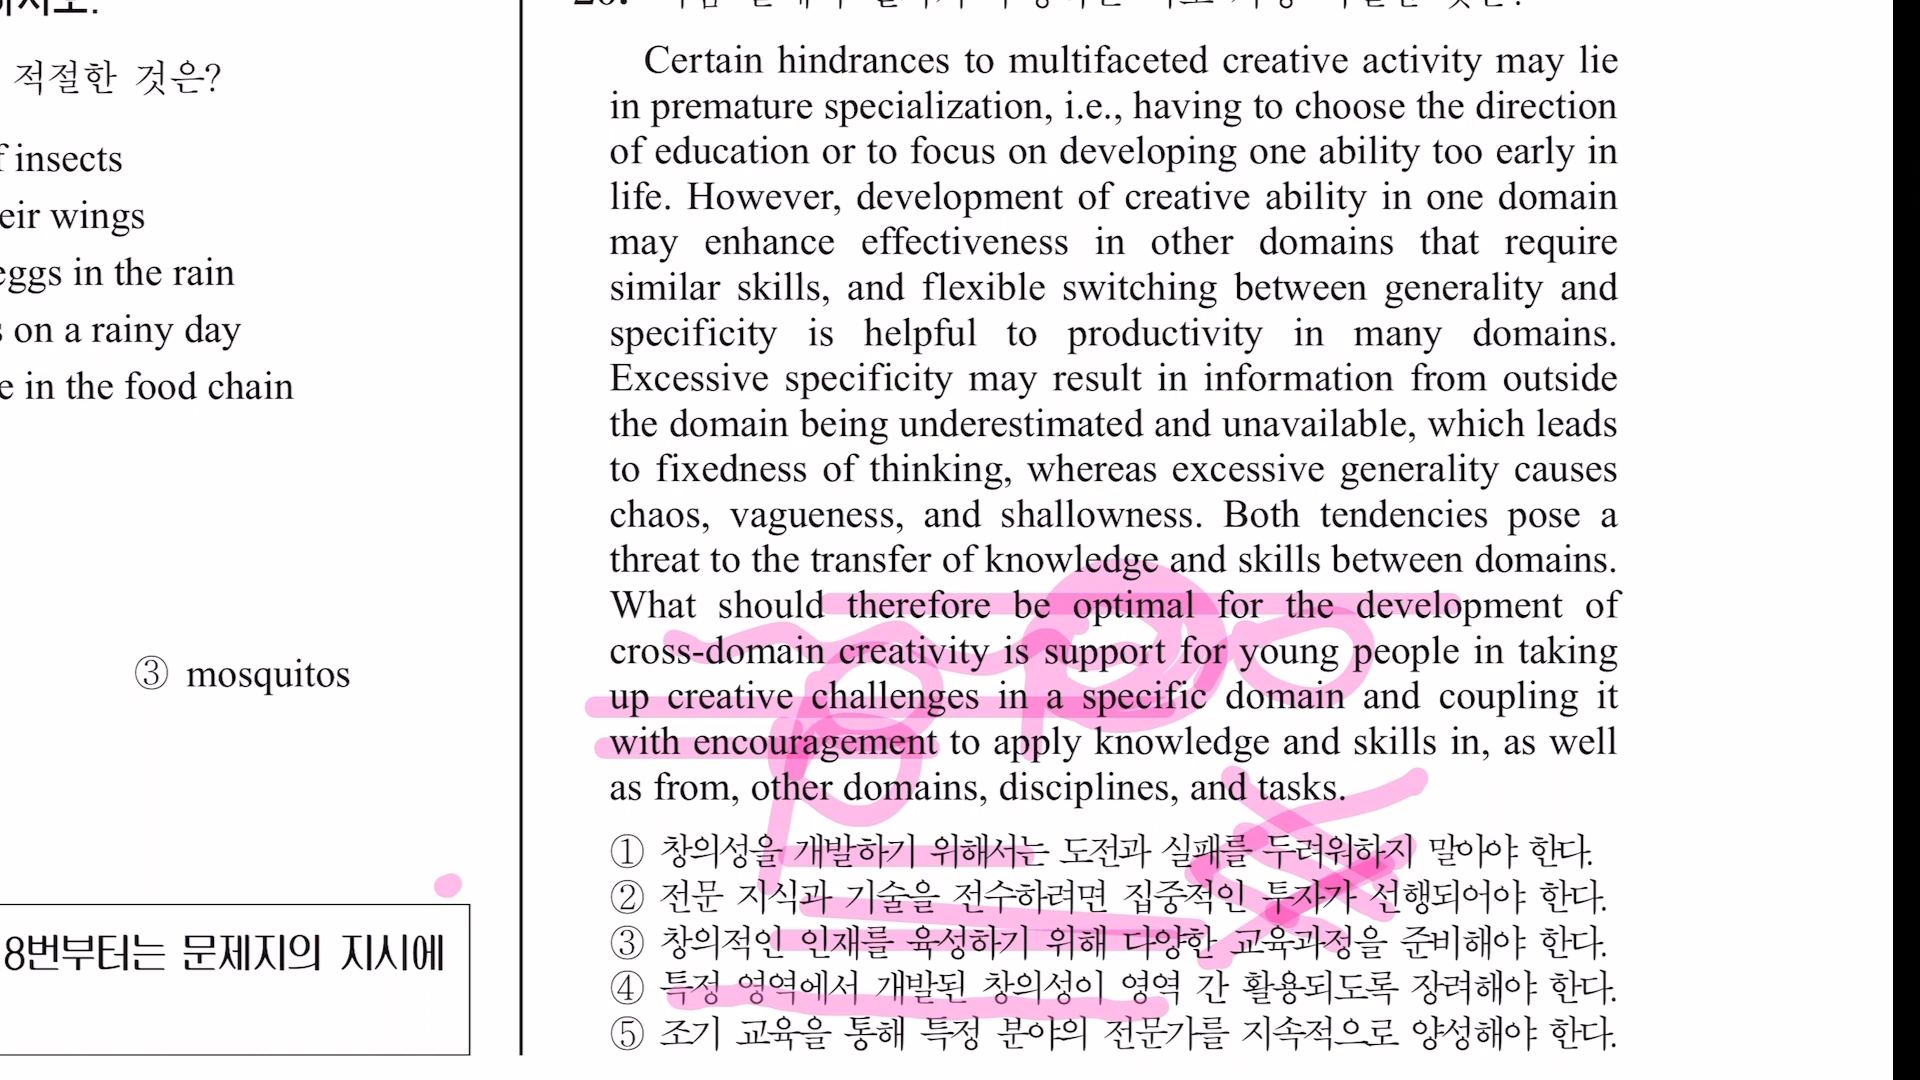 적절한 것은?
insects
eir wings
eggs in the rain
on a rainy day
e in the food chain
③ mosquitos
8번부터는 문제지의 지시에
Certain hindrances to multifaceted creative activity may lie
in premature specialization, i.e., having to choose the direction
of education or to focus on developing one ability too early in
life. However, development of creative ability in one domain
may enhance effectiveness in other domains that require
similar skills, and flexible switching between generality and
specificity is helpful to productivity in many domains.
Excessive specificity may result in information from outside
the domain being underestimated and unavailable, which leads
to fixedness of thinking, whereas excessive generality causes
chaos, vagueness, and shallowness. Both tendencies pose a
threat to the transfer of knowledge and skills between domains.
What should therefore be optimal for the development of
cross-domain creativity is support for young people in taking
up creative challenges in a specific domain and coupling it
with encouragement to apply knowledge and skills in, as well
as from, other domains, disciplines, and tasks.
① 창의성을 개발하기 위해서는 도전과 실패를 두려워하지 말아야 한다.
② 전문 지식과 기술을 전수하려면 집중적인 투자가 선행되어야 한다.
③ 창의적인 인재를 육성하기 위해 다양한 교육과정을 준비해야 한다.
④ 특정 영역에서 개발된 창의성이 영역 간 활용되도록 장려해야 한다.
⑤ 조기 교육을 통해 특정 분야의 전문가를 지속적으로 양성해야 한다.